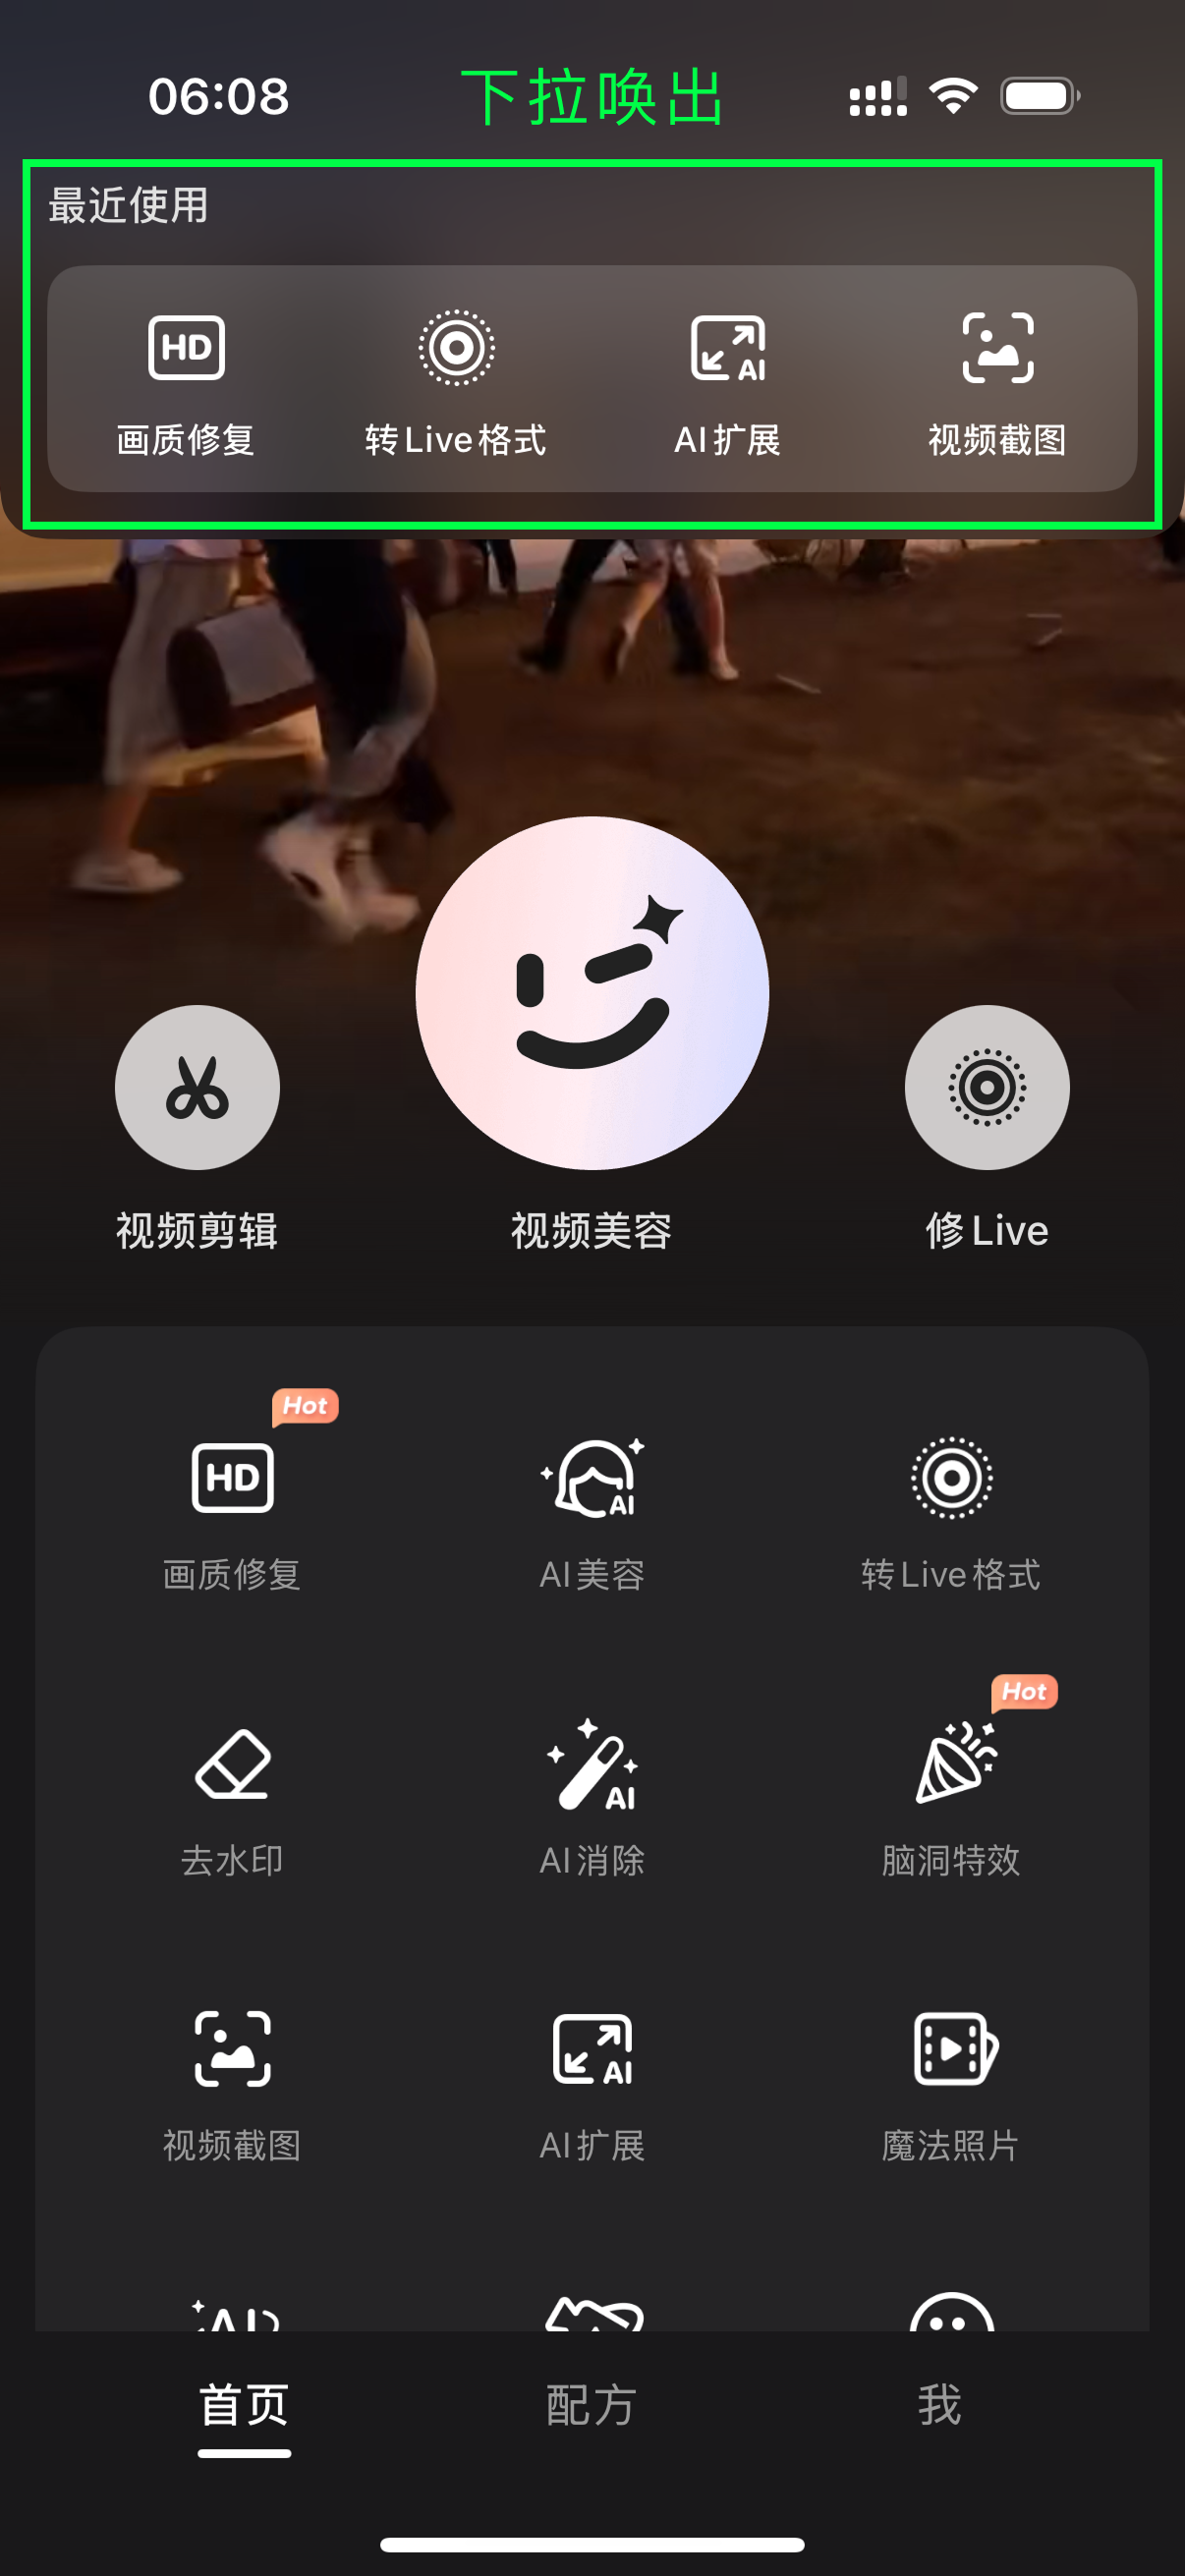 06:08
下拉唤出
最近使用
HD
AI
画质修复 转Live格式 AI扩展 视频截图
视频剪辑 视频美容 修Live
Hot
HD
AI
画质修复 AI美容 转Live格式
Hot
AI
去水印 AI消除 脑洞特效
AI
视频截图 AI扩展 魔法照片
首页 配方 我